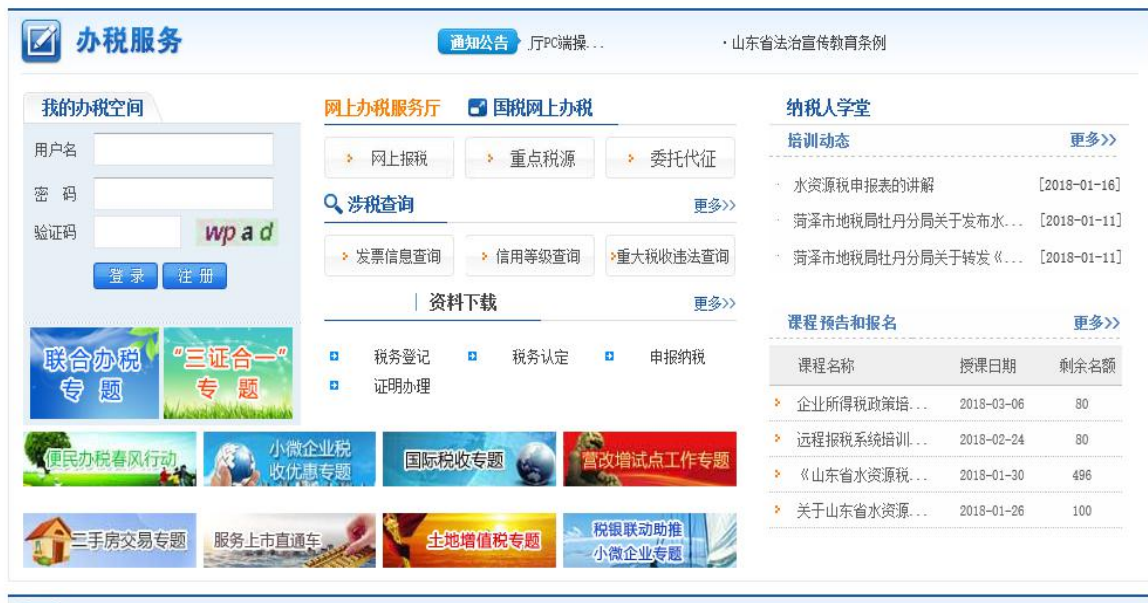 办税服务
通知公告 厅PC端操... ·山东省法治宣传教育条例
我的办税空间
用户名
密 码
验证码 wpad
登录 注册
联合办税
专 题
“三证合一”
专 题
网上办税服务厅 国税网上办税
网上报税 重点税源 委托代征
涉税查询 更多>>
发票信息查询 信用等级查询 重大税收违法查询
资料下载 更多>>
税务登记 税务认定 申报纳税
证明办理
便民办税春风行动
小微企业税
收优惠专题
国际税收专题
营改增试点工作专题
二手房交易专题
服务上市直通车
土地增值税专题
税银联动助推
小微企业专题
纳税人学堂
培训动态 更多>>
水资源税申报表的讲解 [2018-01-16]
菏泽市地税局牡丹分局关于发布水... [2018-01-11]
菏泽市地税局牡丹分局关于转发《... [2018-01-11]
课程预告和报名 更多>>
课程名称 授课日期 剩余名额
企业所得税政策培... 2018-03-06 80
远程报税系统培训... 2018-02-24 80
《山东省水资源税... 2018-01-30 496
关于山东省水资源... 2018-01-26 100